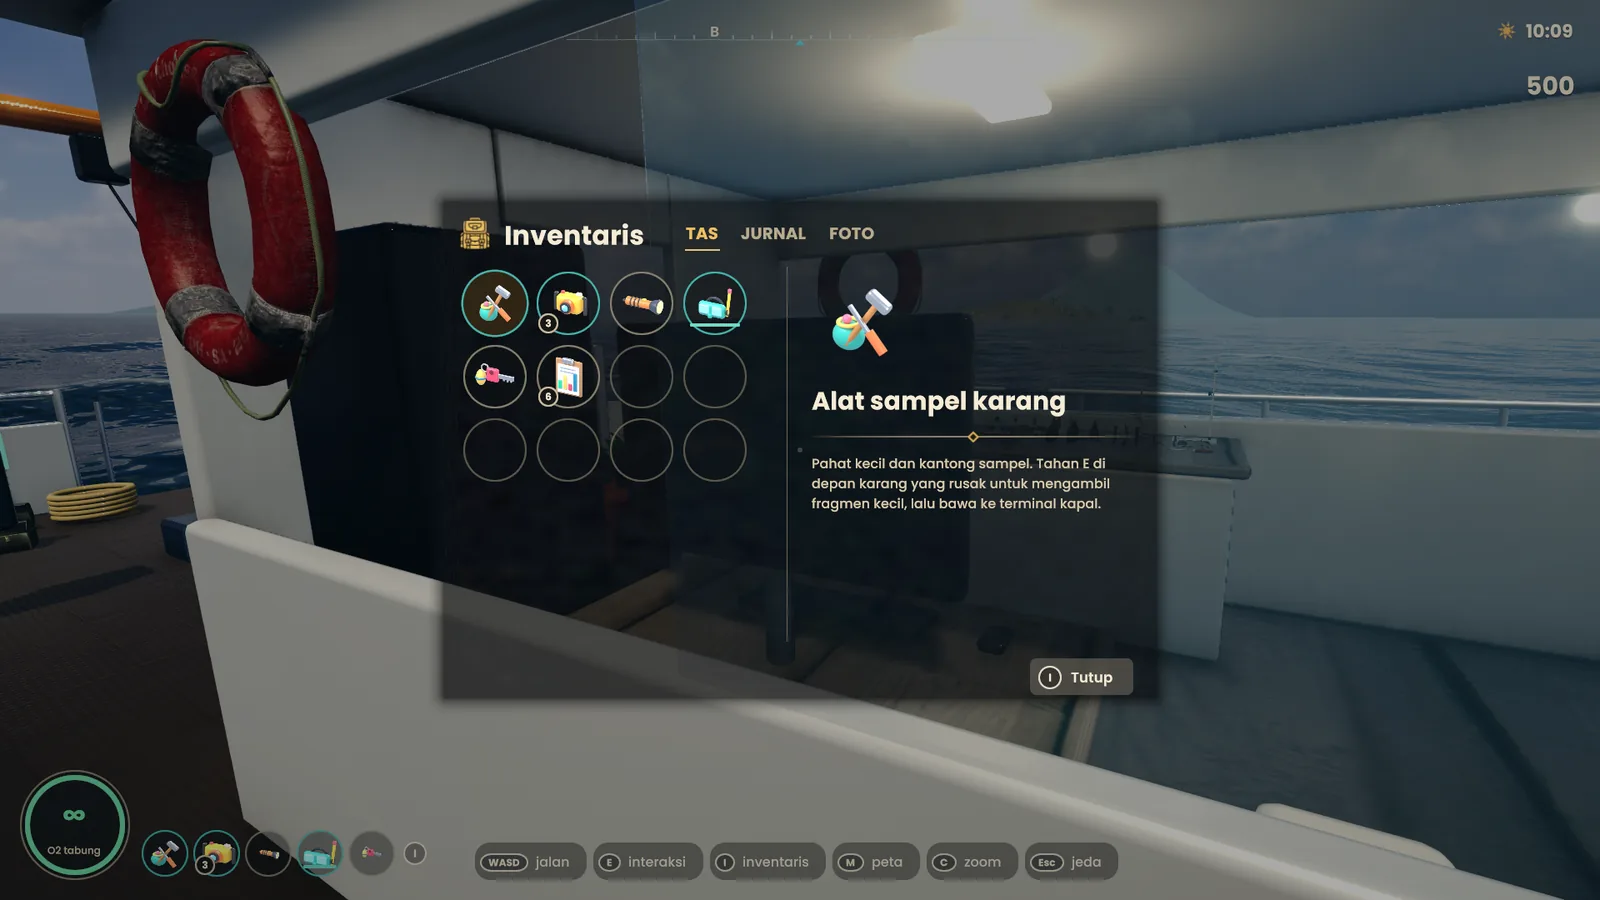 B
10:09
500
Inventaris
TAS
JURNAL
FOTO
3
6
Alat sampel karang
Pahat kecil dan kantong sampel. Tahan E di
depan karang yang rusak untuk mengambil
fragmen kecil, lalu bawa ke terminal kapal.
I Tutup
∞
O2 tabung
3
I
WASD jalan
E interaksi
I inventaris
M peta
C zoom
Esc jeda